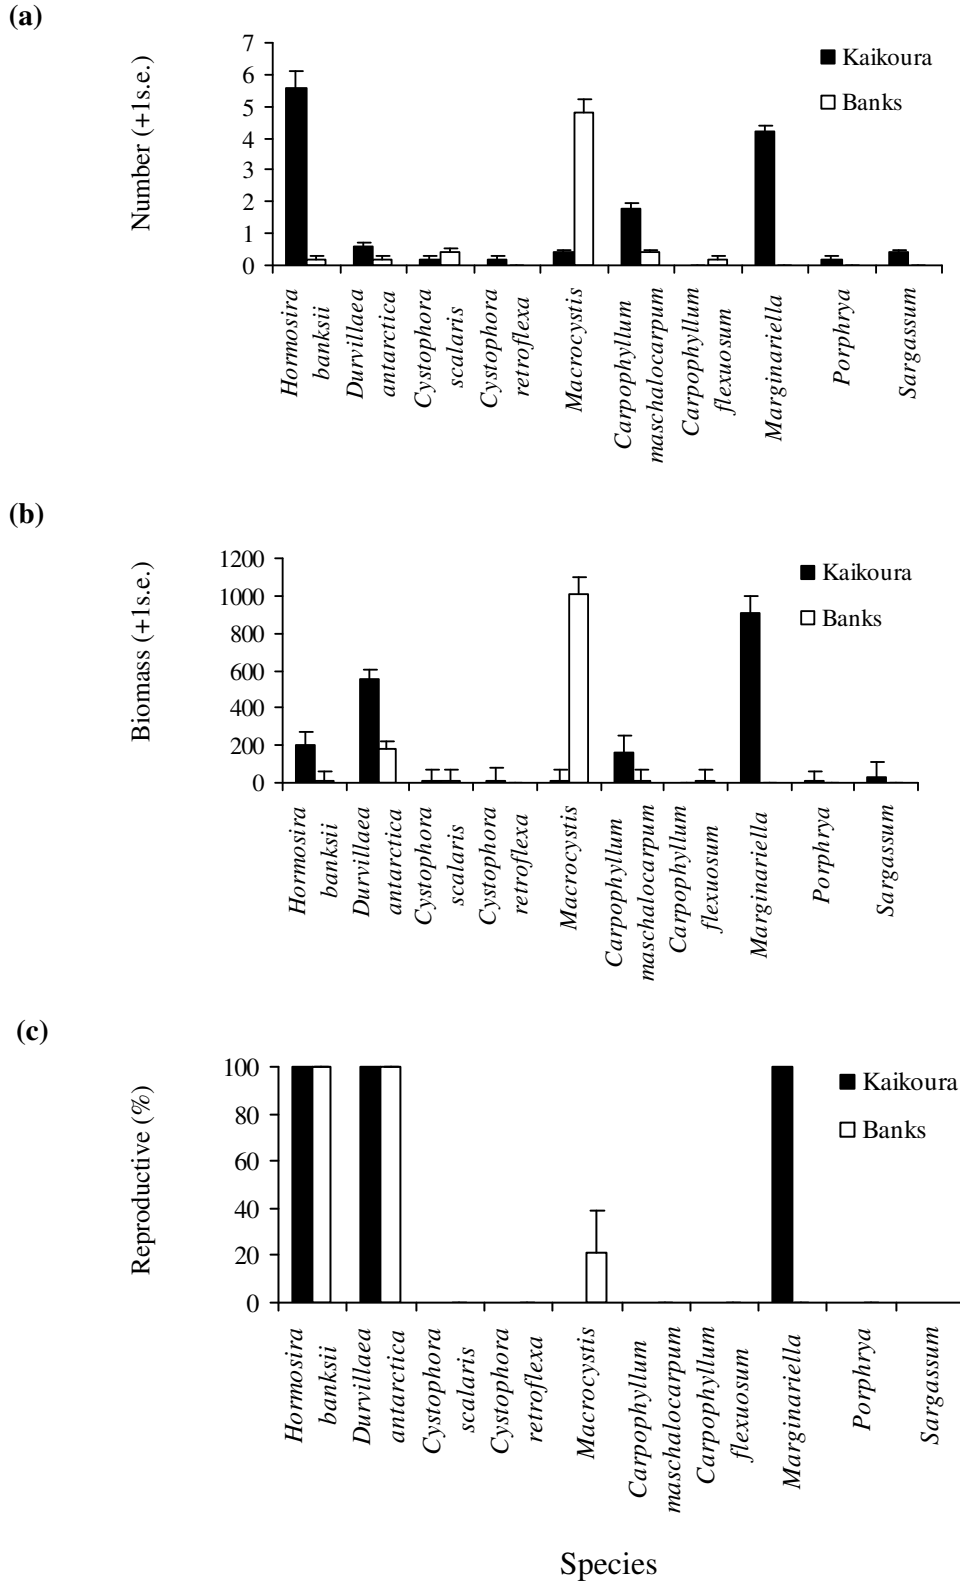 (a)
Number (+1s.e.)
7
6
5
4
3
2
1
0
Kaikoura
Banks
Hormosira
banksii
Durvillaea
antarctica
Cystophora
scalaris
Cystophora
retroflexa
Macrocystis
Carpophyllum
maschalocarpum
Carpophyllum
flexuosum
Marginariella
Porphrya
Sargassum
(b)
Biomass (+1s.e.)
1200
1000
800
600
400
200
0
Kaikoura
Banks
Hormosira
banksii
Durvillaea
antarctica
Cystophora
scalaris
Cystophora
retroflexa
Macrocystis
Carpophyllum
maschalocarpum
Carpophyllum
flexuosum
Marginariella
Porphrya
Sargassum
(c)
Reproductive (%)
100
80
60
40
20
0
Kaikoura
Banks
Hormosira
banksii
Durvillaea
antarctica
Cystophora
scalaris
Cystophora
retroflexa
Macrocystis
Carpophyllum
maschalocarpum
Carpophyllum
flexuosum
Marginariella
Porphrya
Sargassum
Species